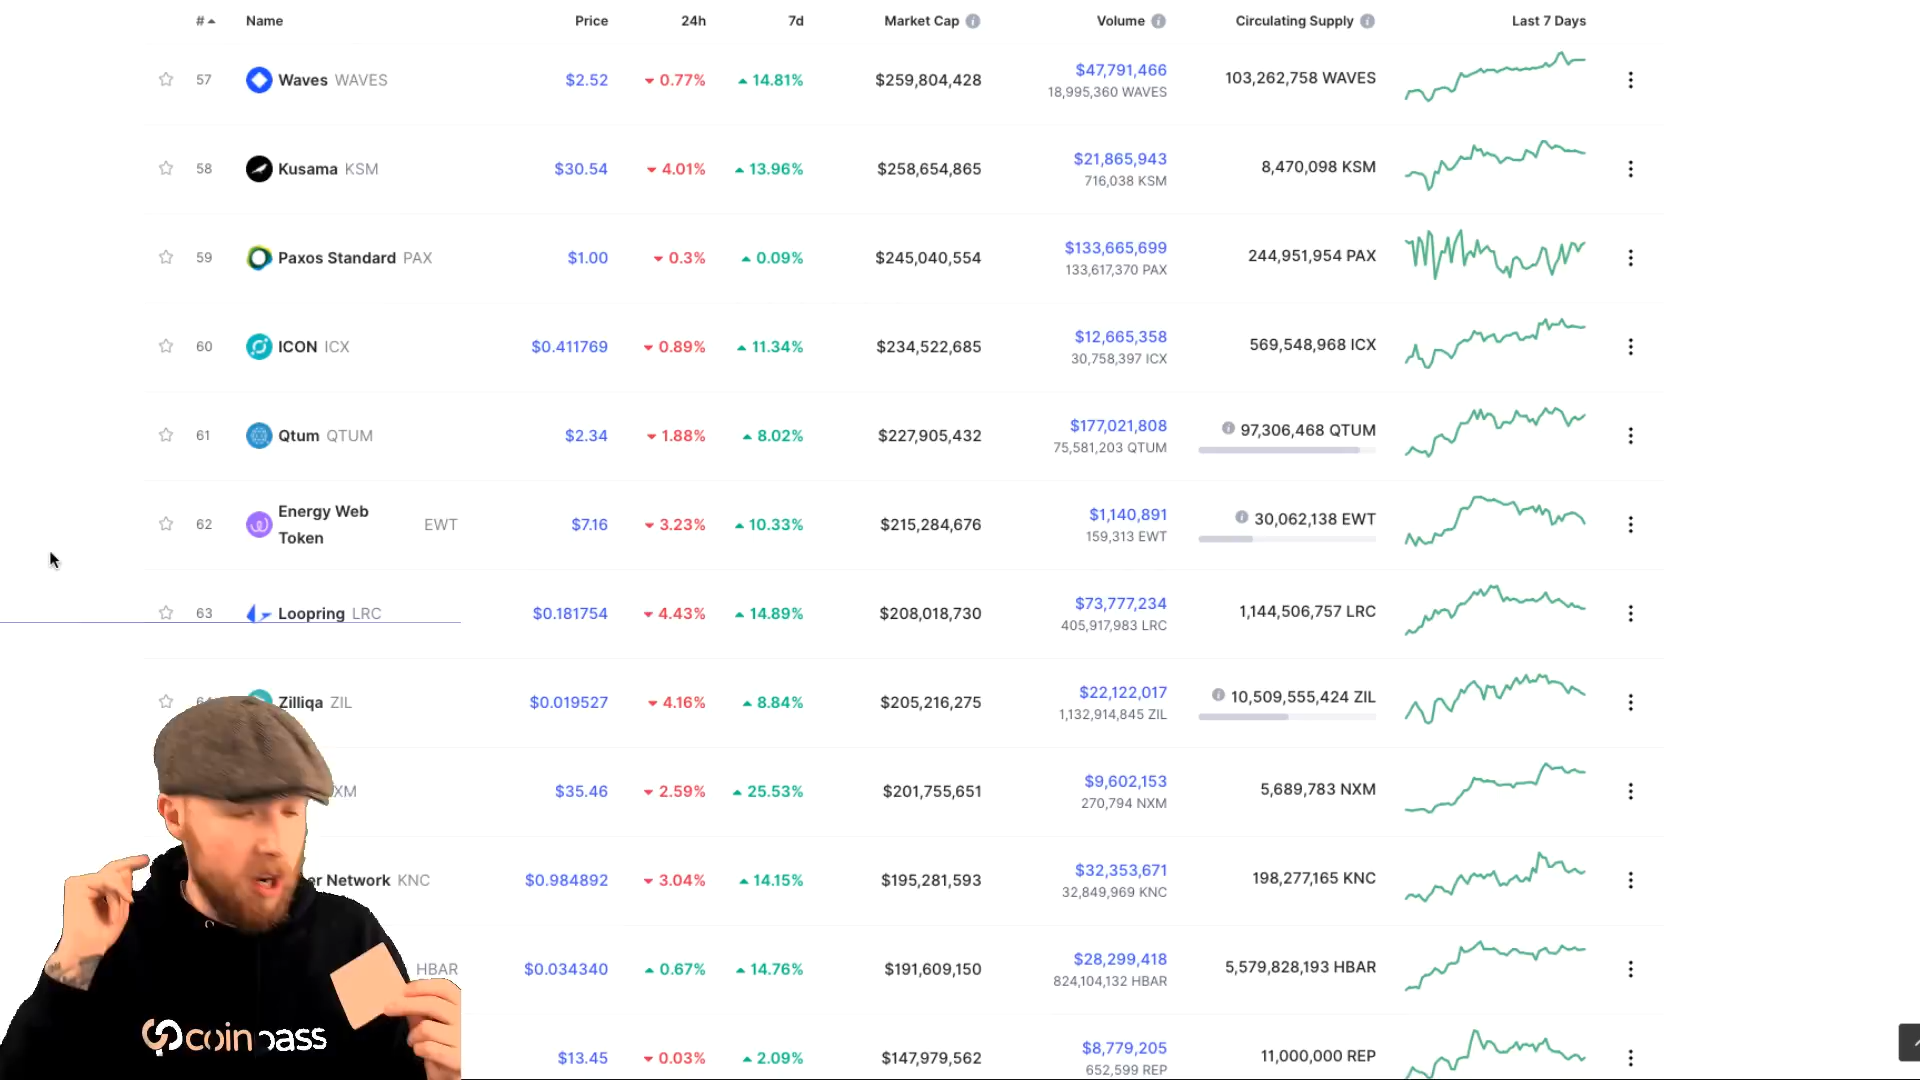 # Name Price 24h 7d Market Cap Volume Circulating Supply Last 7 Days
57 Waves WAVES $2.52 0.77% 14.81% $259,804,428 $47,791,466 103,262,758 WAVES
18,995,360 WAVES
58 Kusama KSM $30.54 4.01% 13.96% $258,654,865 $21,865,943 8,470,098 KSM
716,038 KSM
59 Paxos Standard PAX $1.00 0.3% 0.09% $245,040,554 $133,665,699 244,951,954 PAX
133,617,370 PAX
60 ICON ICX $0.411769 0.89% 11.34% $234,522,685 $12,665,358 569,548,968 ICX
30,758,397 ICX
61 Qtum QTUM $2.34 1.88% 8.02% $227,905,432 $177,021,808 97,306,468 QTUM
75,581,203 QTUM
62 Energy Web Token EWT $7.16 3.23% 10.33% $215,284,676 $1,140,891 30,062,138 EWT
159,313 EWT
63 Loopring LRC $0.181754 4.43% 14.89% $208,018,730 $73,777,234 1,144,506,757 LRC
405,917,983 LRC
Zilliqa ZIL $0.019527 4.16% 8.84% $205,216,275 $22,122,017 10,509,555,424 ZIL
1,132,914,845 ZIL
XM $35.46 2.59% 25.53% $201,755,651 $9,602,153 5,689,783 NXM
270,794 NXM
er Network KNC $0.984892 3.04% 14.15% $195,281,593 $32,353,671 198,277,165 KNC
32,849,969 KNC
HBAR $0.034340 0.67% 14.76% $191,609,150 $28,299,418 5,579,828,193 HBAR
824,104,132 HBAR
$13.45 0.03% 2.09% $147,979,562 $8,779,205 11,000,000 REP
652,599 REP
coinpass